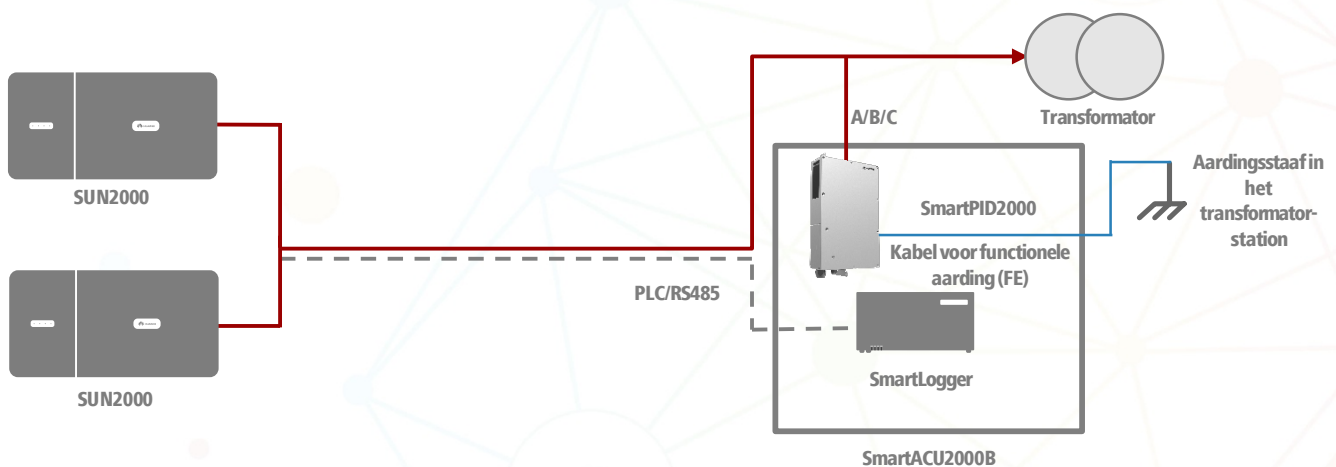 SUN2000
SUN2000
PLC/RS485
A/B/C
Transformator
SmartPID2000
Kabel voor functionele
aarding (FE)
SmartLogger
SmartACU2000B
Aardingsstaaf in
het
transformator-
station